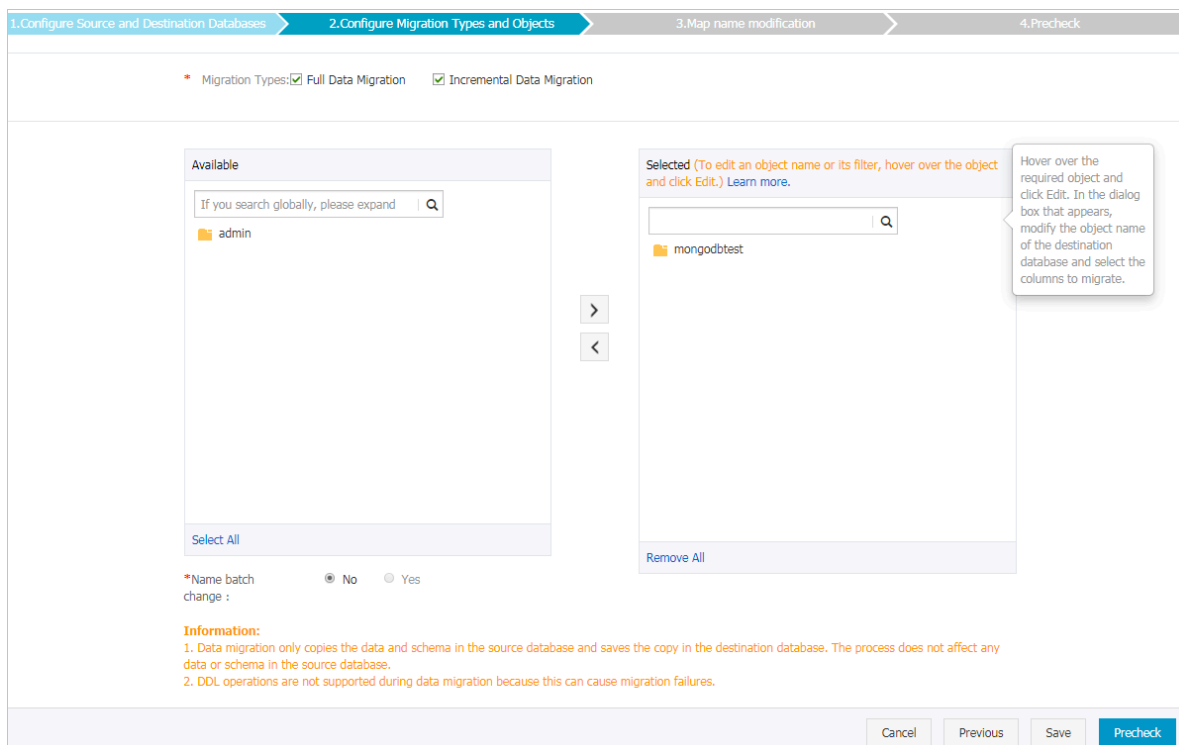 1.Configure Source and Destination Databases
2.Configure Migration Types and Objects
3.Map name modification
4.Precheck
* Migration Types: Full Data Migration Incremental Data Migration
Available
If you search globally, please expand
admin
Select All
Selected (To edit an object name or its filter, hover over the object
and click Edit.) Learn more.
mongodbtest
Remove All
Hover over the
required object and
click Edit. In the dialog
box that appears,
modify the object name
of the destination
database and select the
columns to migrate.
>
<
*Name batch
change :
No Yes
Information:
1. Data migration only copies the data and schema in the source database and saves the copy in the destination database. The process does not affect any
data or schema in the source database.
2. DDL operations are not supported during data migration because this can cause migration failures.
Cancel
Previous
Save
Precheck